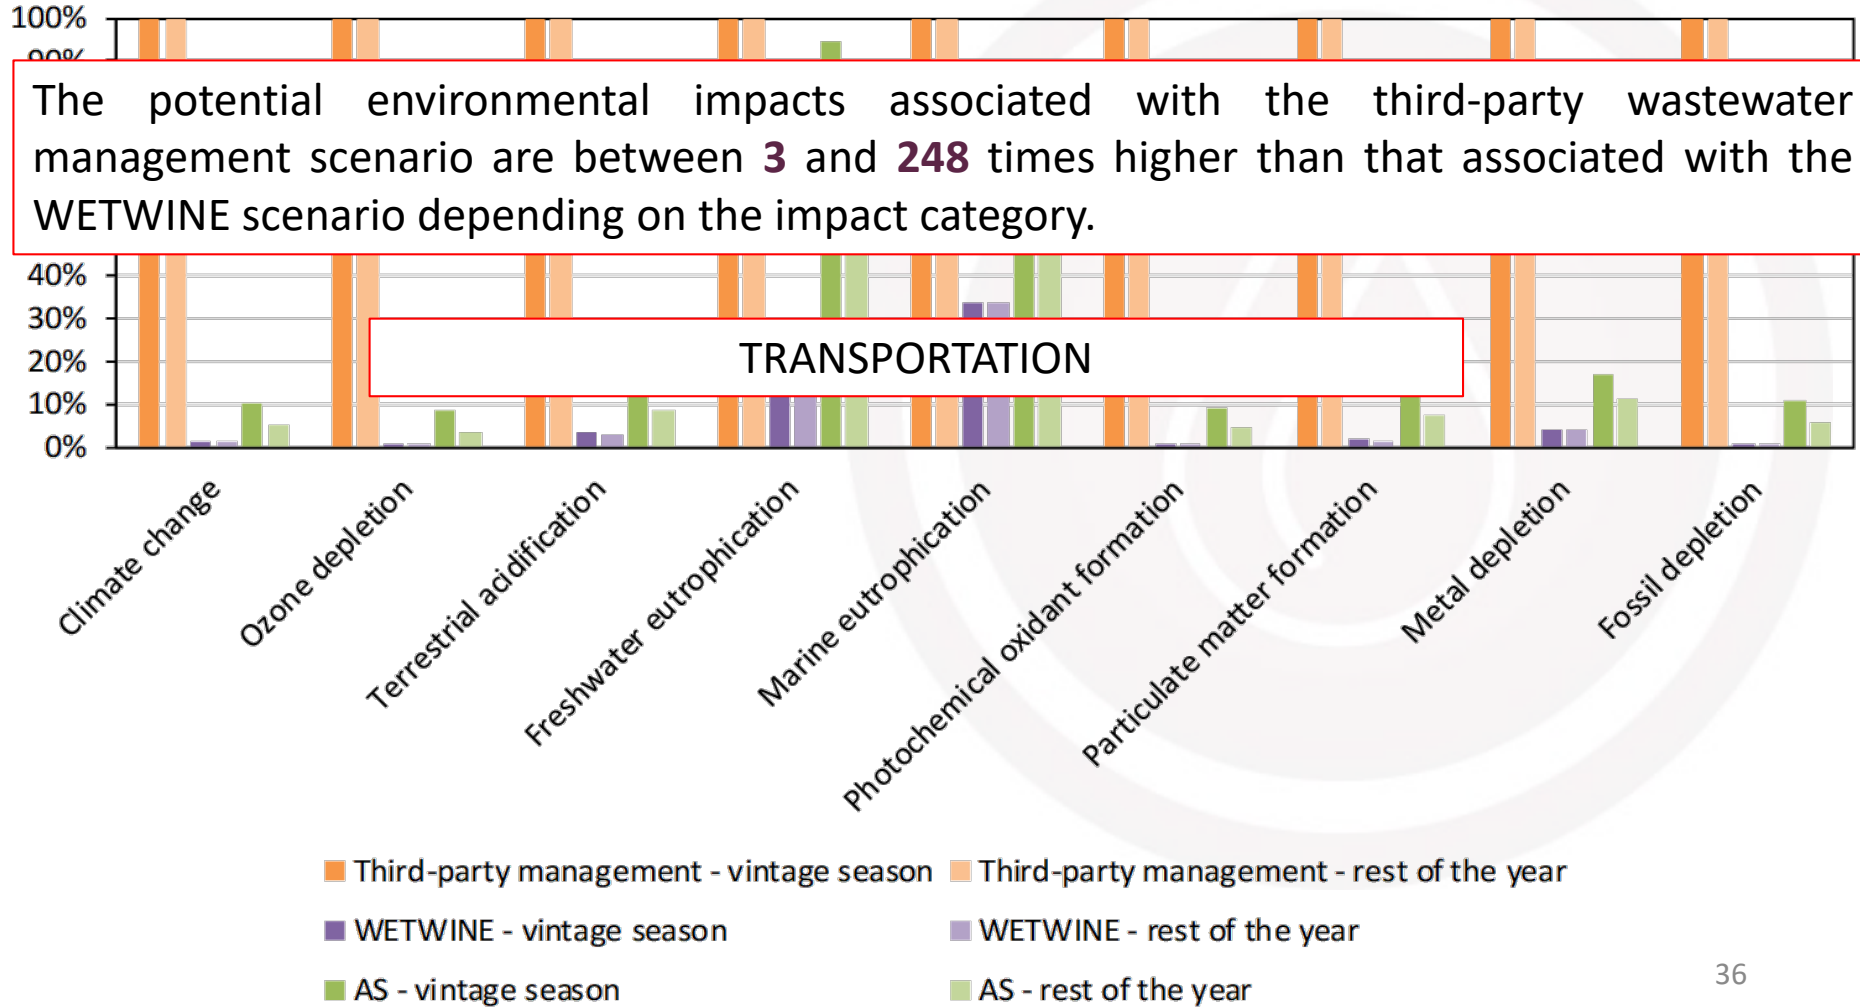 100%
90%
The potential environmental impacts associated with the third-party wastewater
management scenario are between 3 and 248 times higher than that associated with the
WETWINE scenario depending on the impact category.
40%
30%
20%
10%
0%
TRANSPORTATION
Climate change
Ozone depletion
Terrestrial acidification
Freshwater eutrophication
Marine eutrophication
Photochemical oxidant formation
Particulate matter formation
Metal depletion
Fossil depletion
Third-party management - vintage season
Third-party management - rest of the year
WETWINE - vintage season
WETWINE - rest of the year
AS - vintage season
AS - rest of the year
36